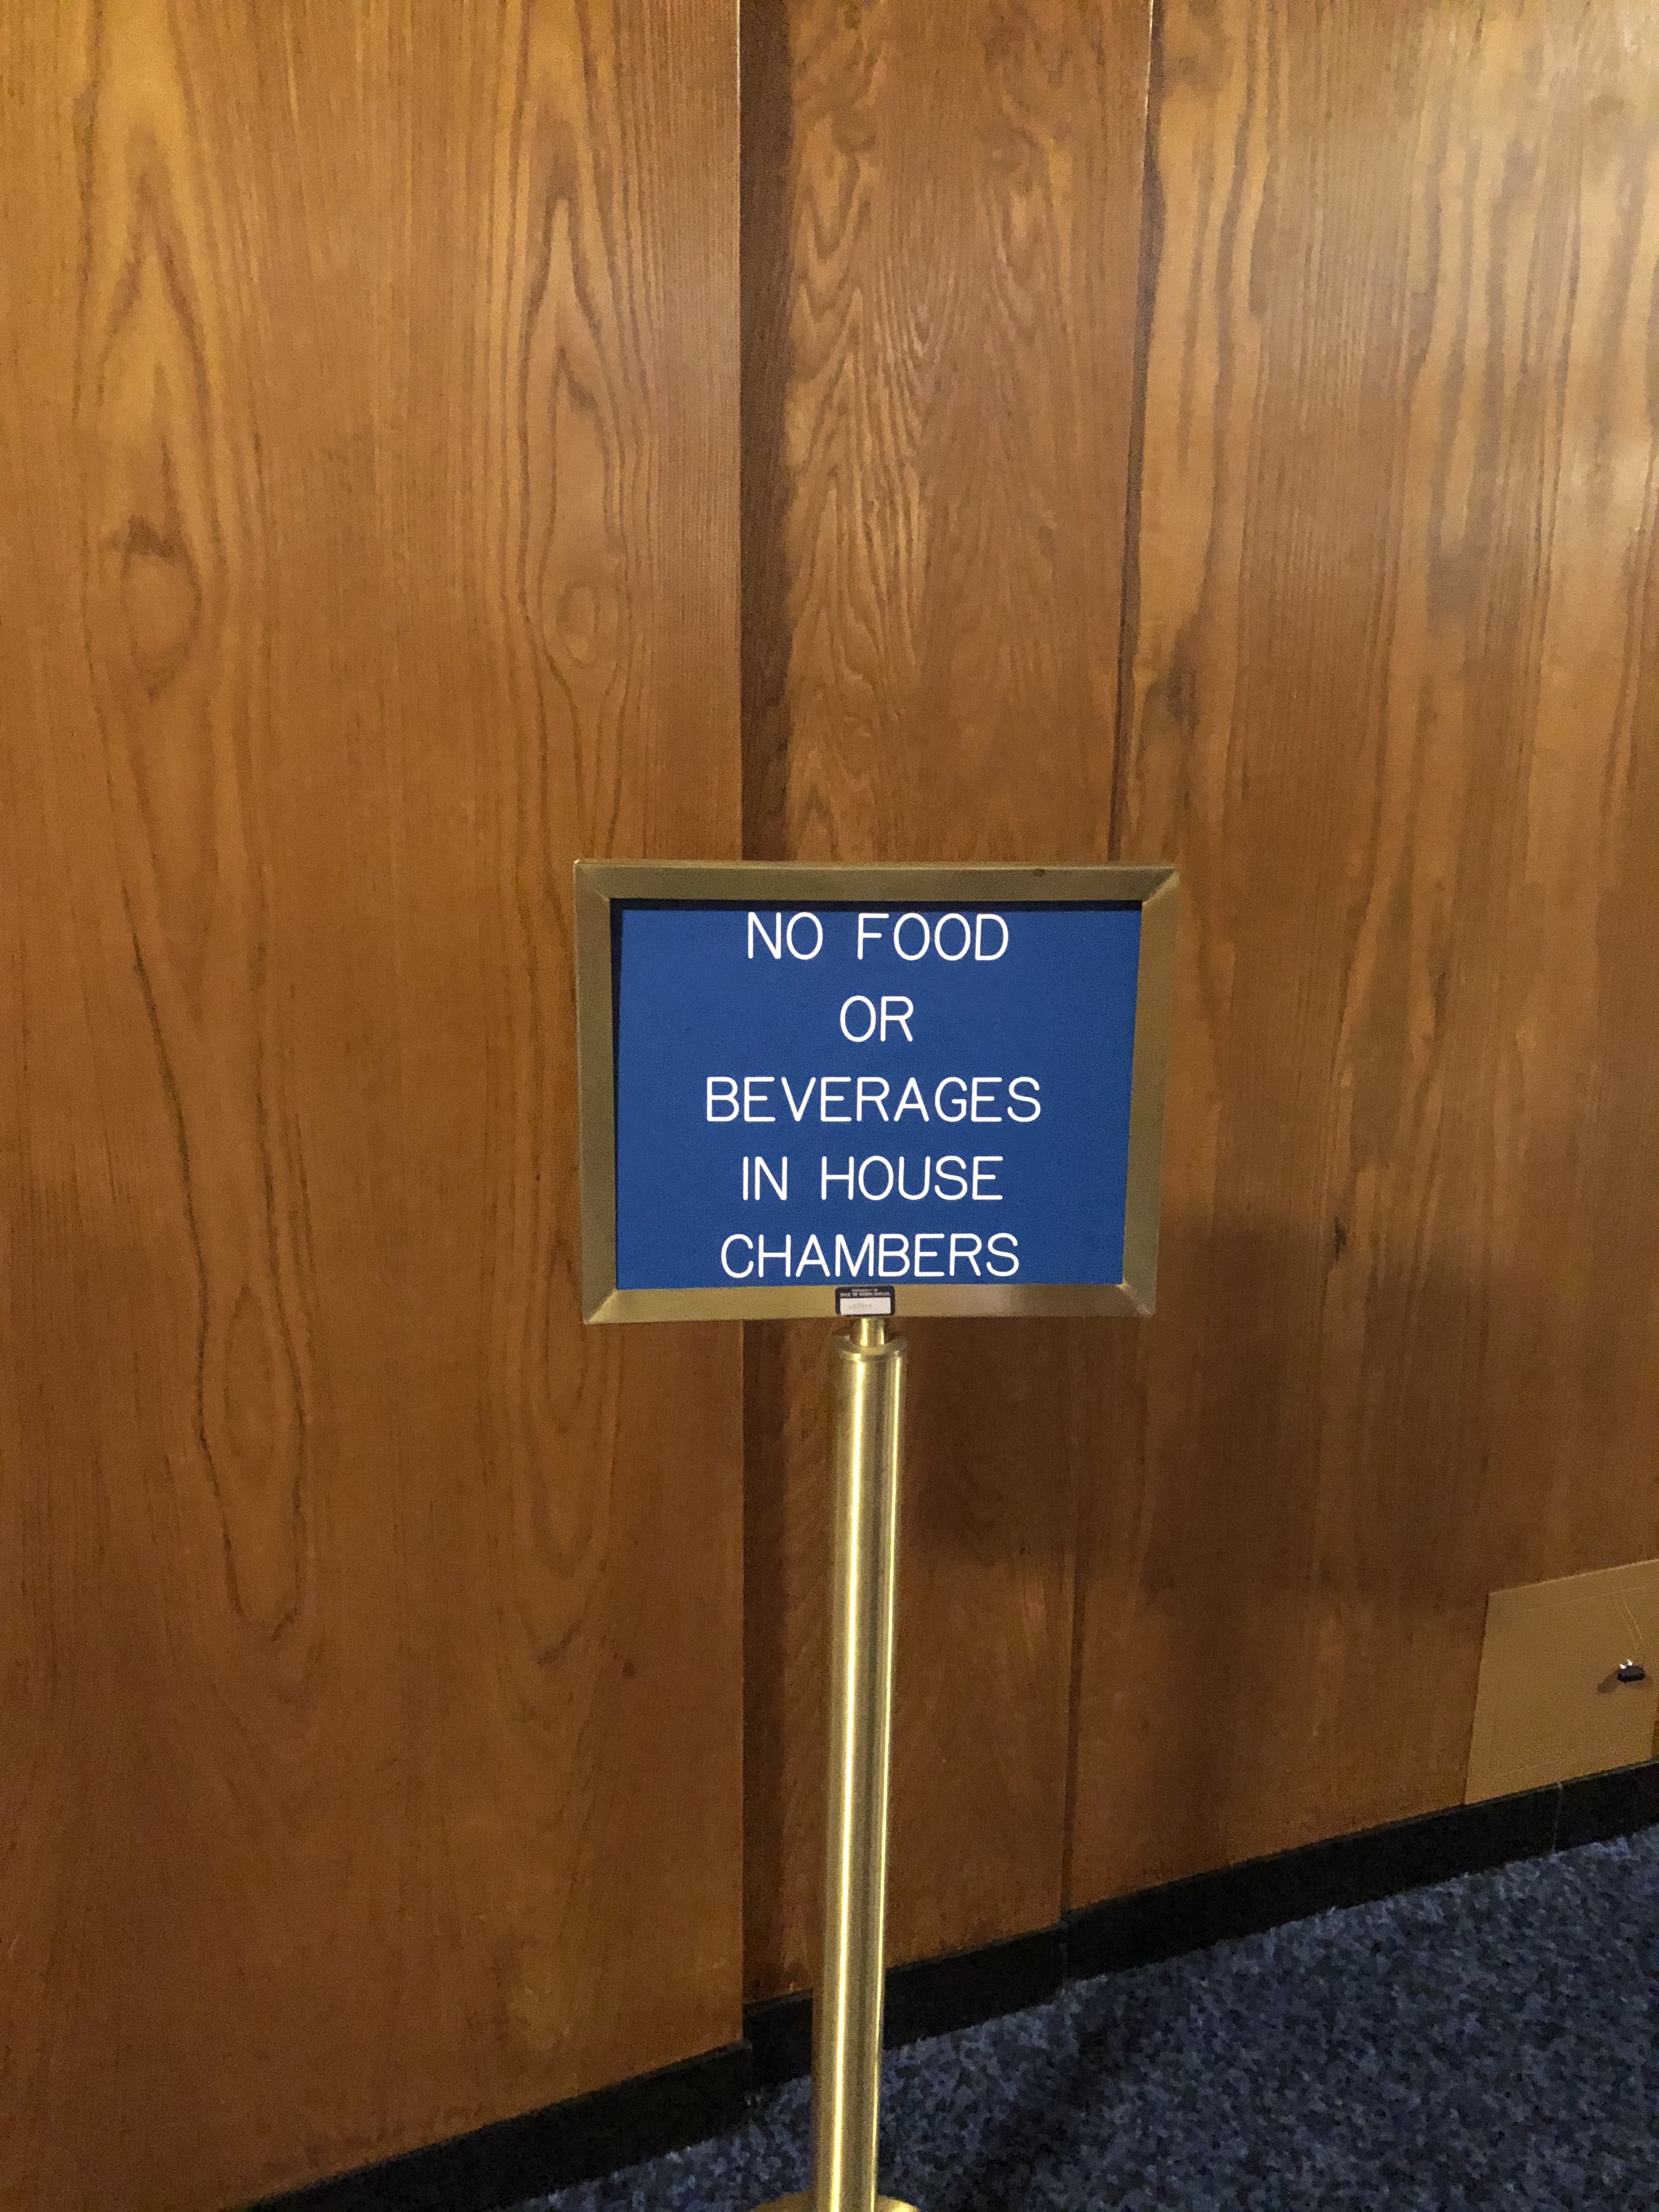 NO FOOD
OR
BEVERAGES
IN HOUSE
CHAMBERS